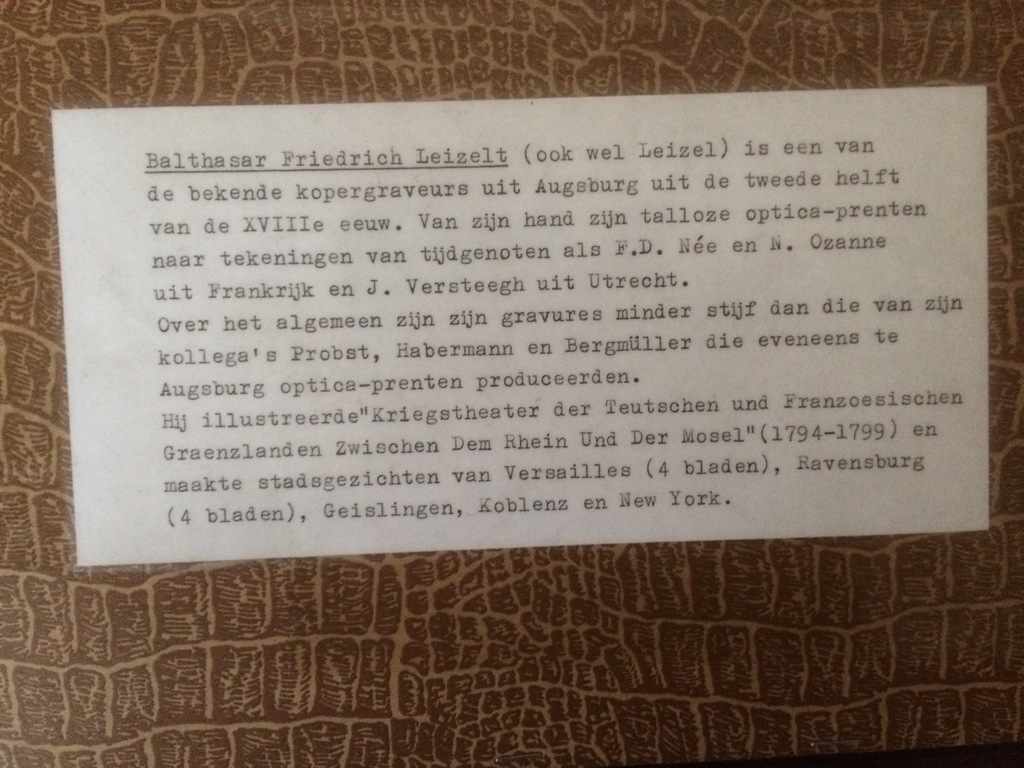 Balthasar Friedrich Leizelt (ook wel Leizel) is een van
de bekende kopergraveurs uit Augsburg uit de tweede helft
van de XVIIIe eeuw. Van zijn hand zijn talloze optica-prenten
naar tekeningen van tijdgenoten als F.D. Née en N. Ozanne
uit Frankrijk en J. Versteegh uit Utrecht.
Over het algemeen zijn zijn gravures minder stijf dan die van zijn
kollega's Probst, Habermann en Bergmüller die eveneens te
Augsburg optica-prenten produceerden.
Hij illustreerde"Kriegstheater der Teutschen und Franzoesischen
Graenzlanden Zwischen Dem Rhein Und Der Mosel"(1794-1799) en
maakte stadsgezichten van Versailles (4 bladen), Ravensburg
(4 bladen), Geislingen, Koblenz en New York.